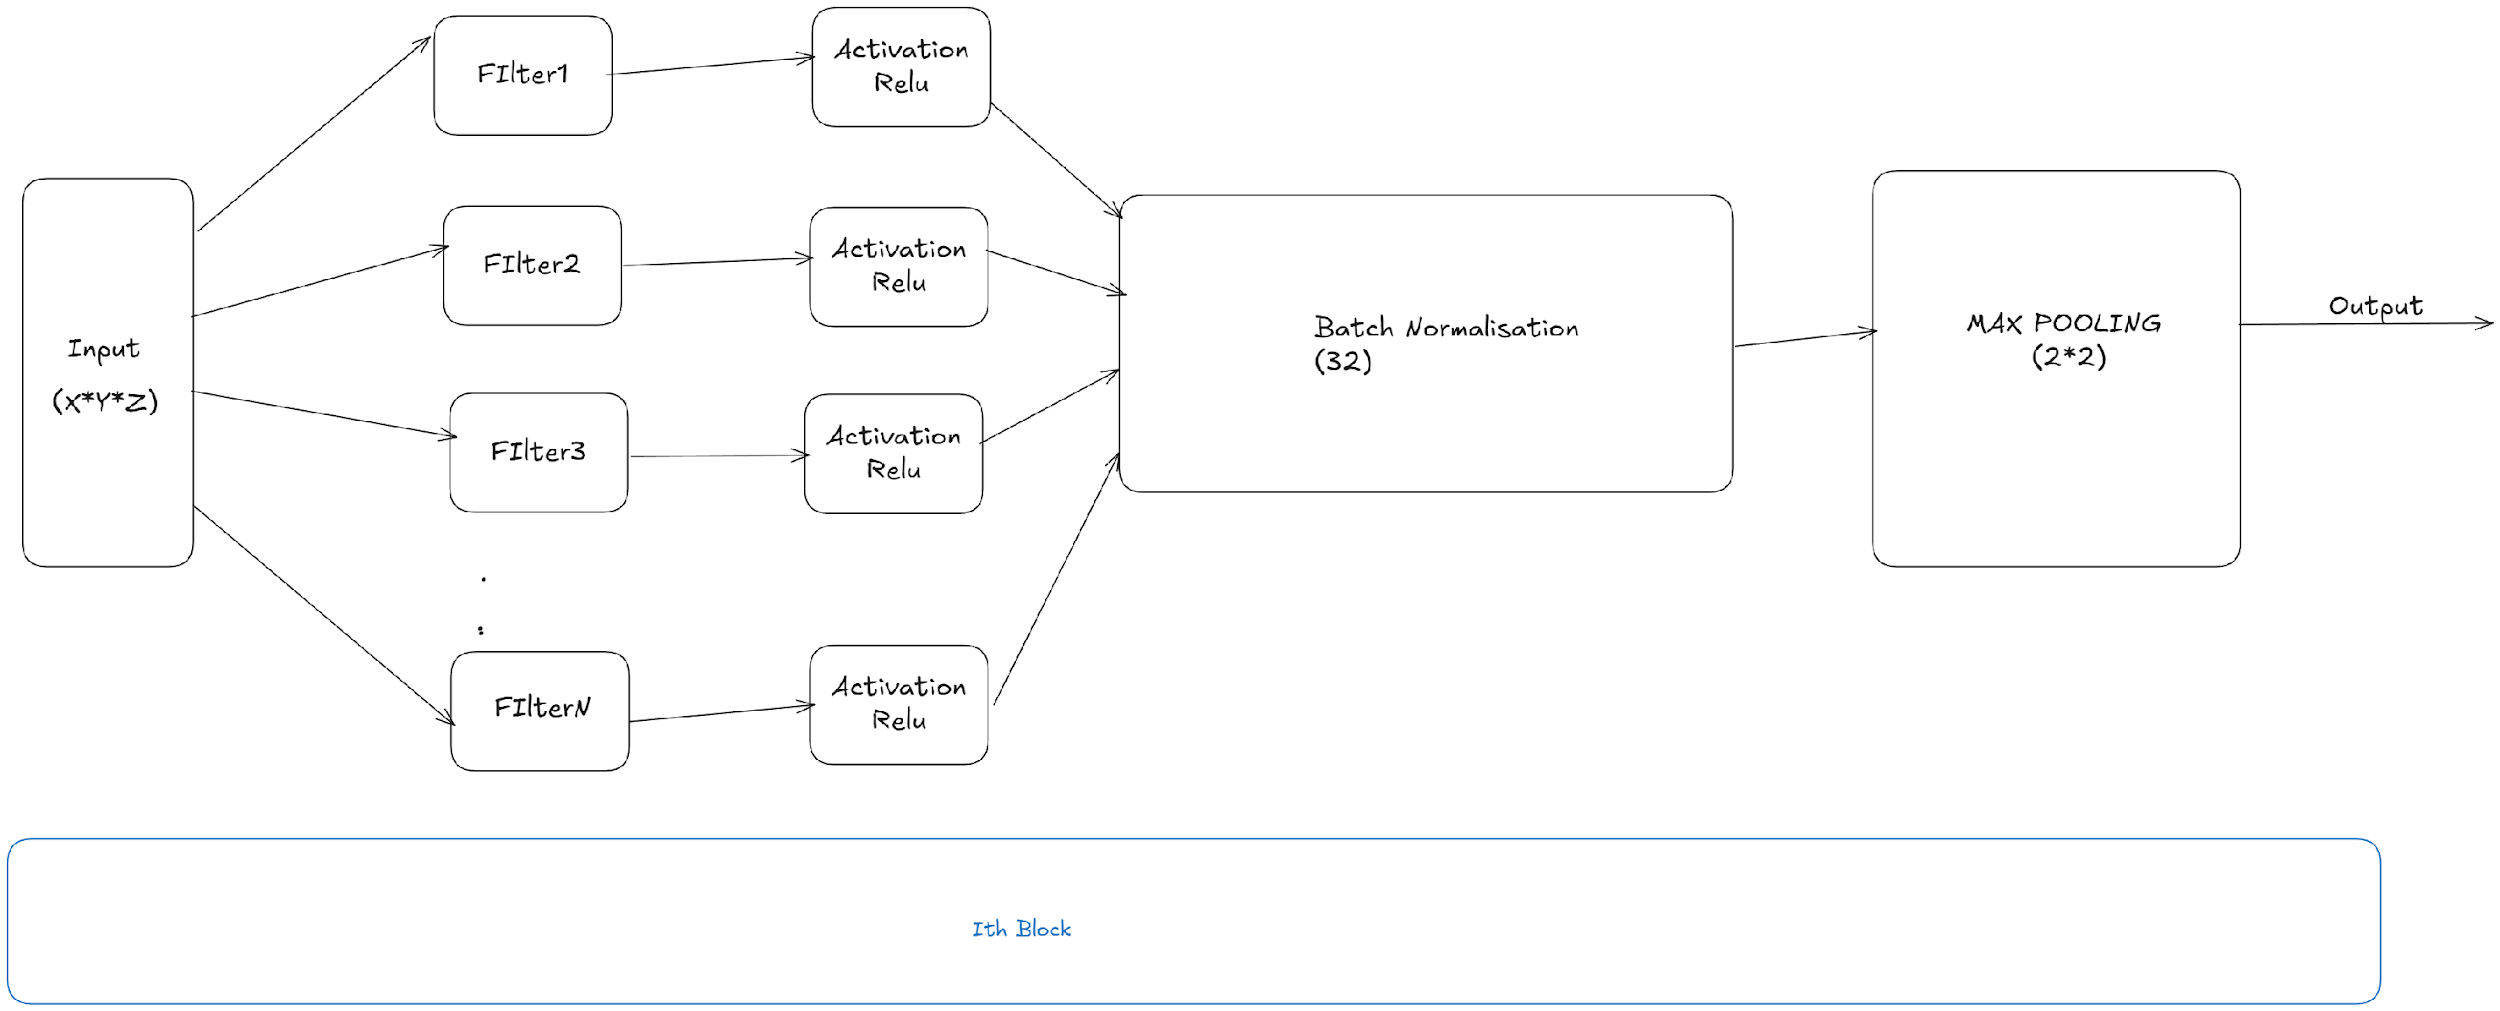 FIlter1
Activation
Relu
FIlter2
Activation
Relu
Input
(X*Y*Z)
FIlter3
Activation
Relu
Batch Normalisation
(32)
MAX POOLING
(2*2)
Output
.
:
FIlterN
Activation
Relu
Ith Block